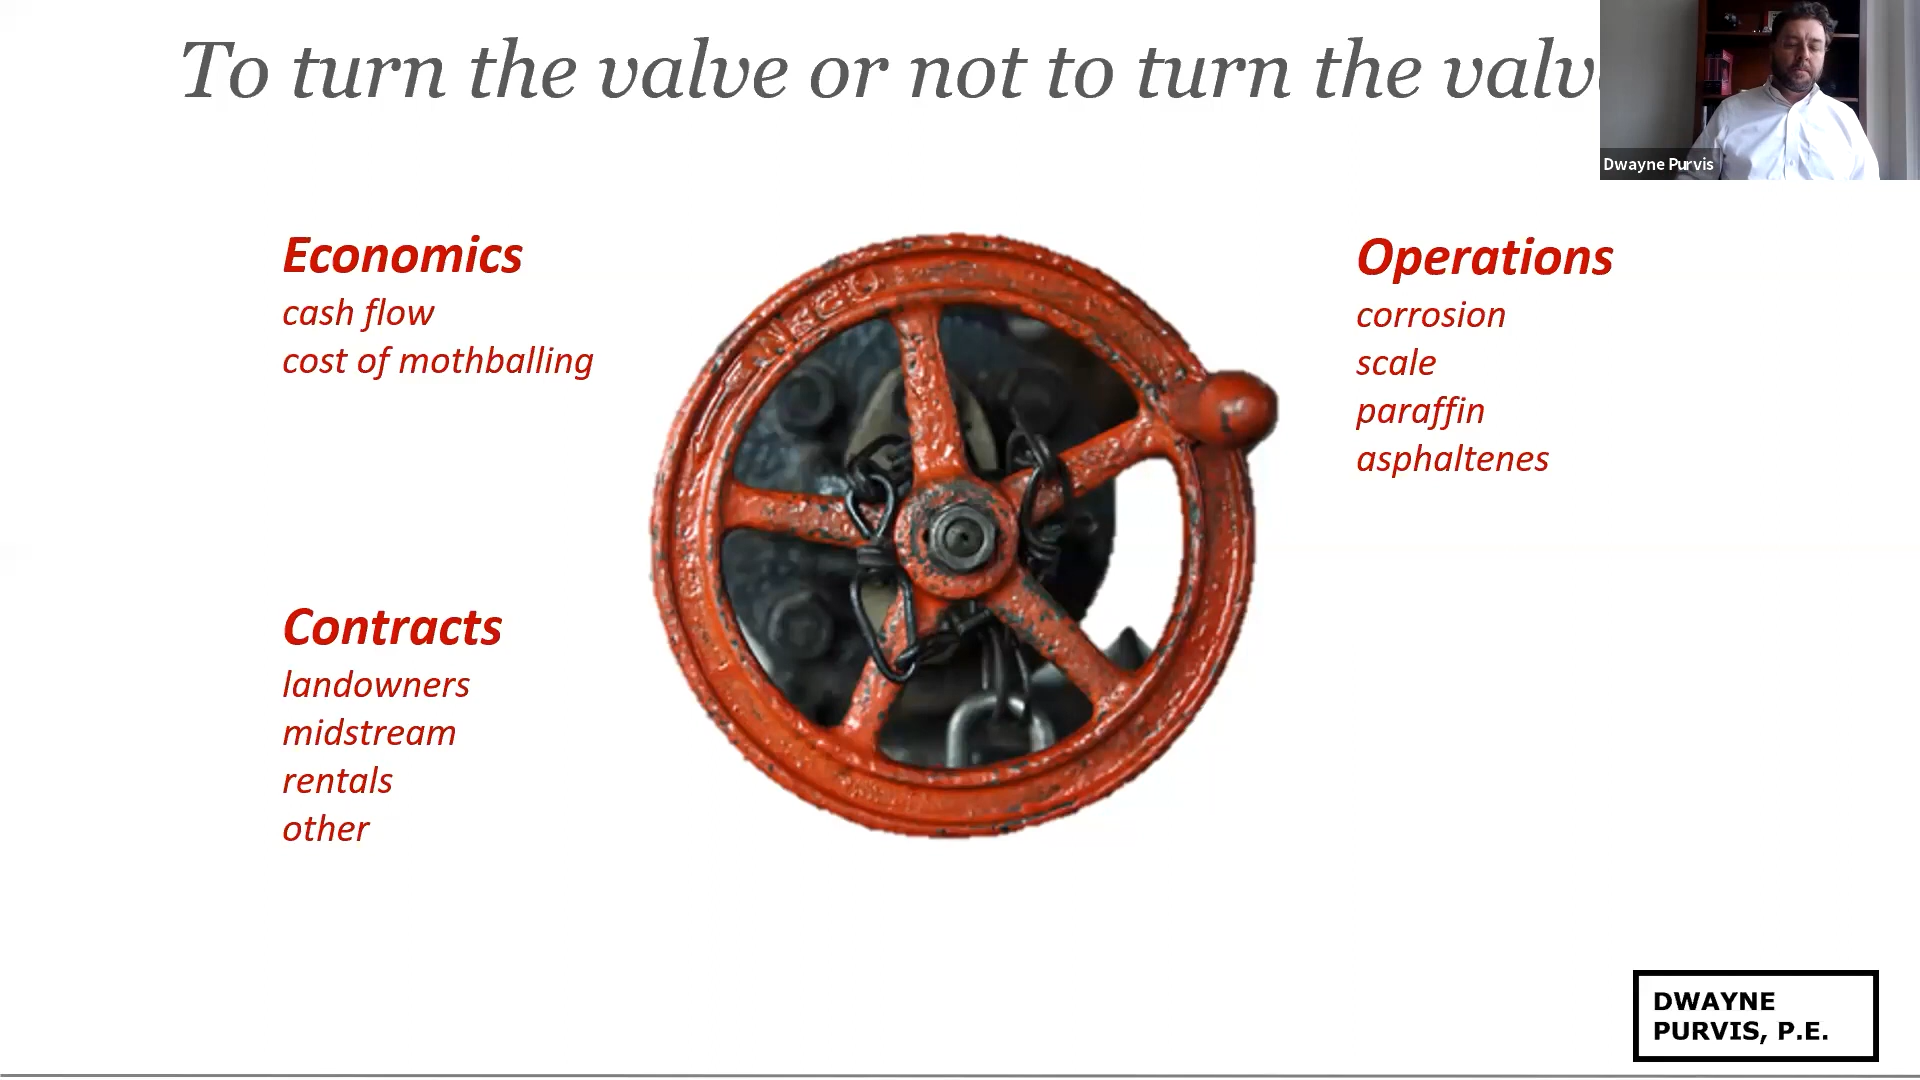 To turn the valve or not to turn the valv
Dwayne Purvis
Economics
cash flow
cost of mothballing
Operations
corrosion
scale
paraffin
asphaltenes
Contracts
landowners
midstream
rentals
other
DWAYNE
PURVIS, P.E.